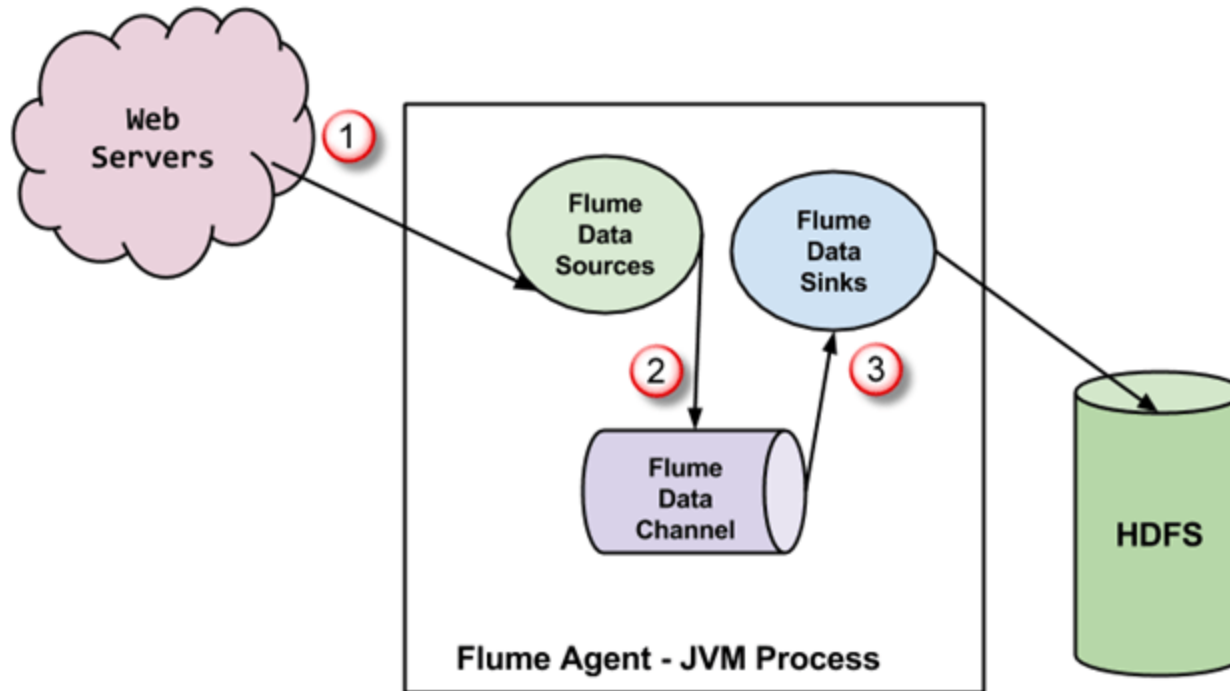 Web
Servers
1
Flume
Data
Sources
Flume
Data
Sinks
2
3
Flume
Data
Channel
HDFS
Flume Agent - JVM Process